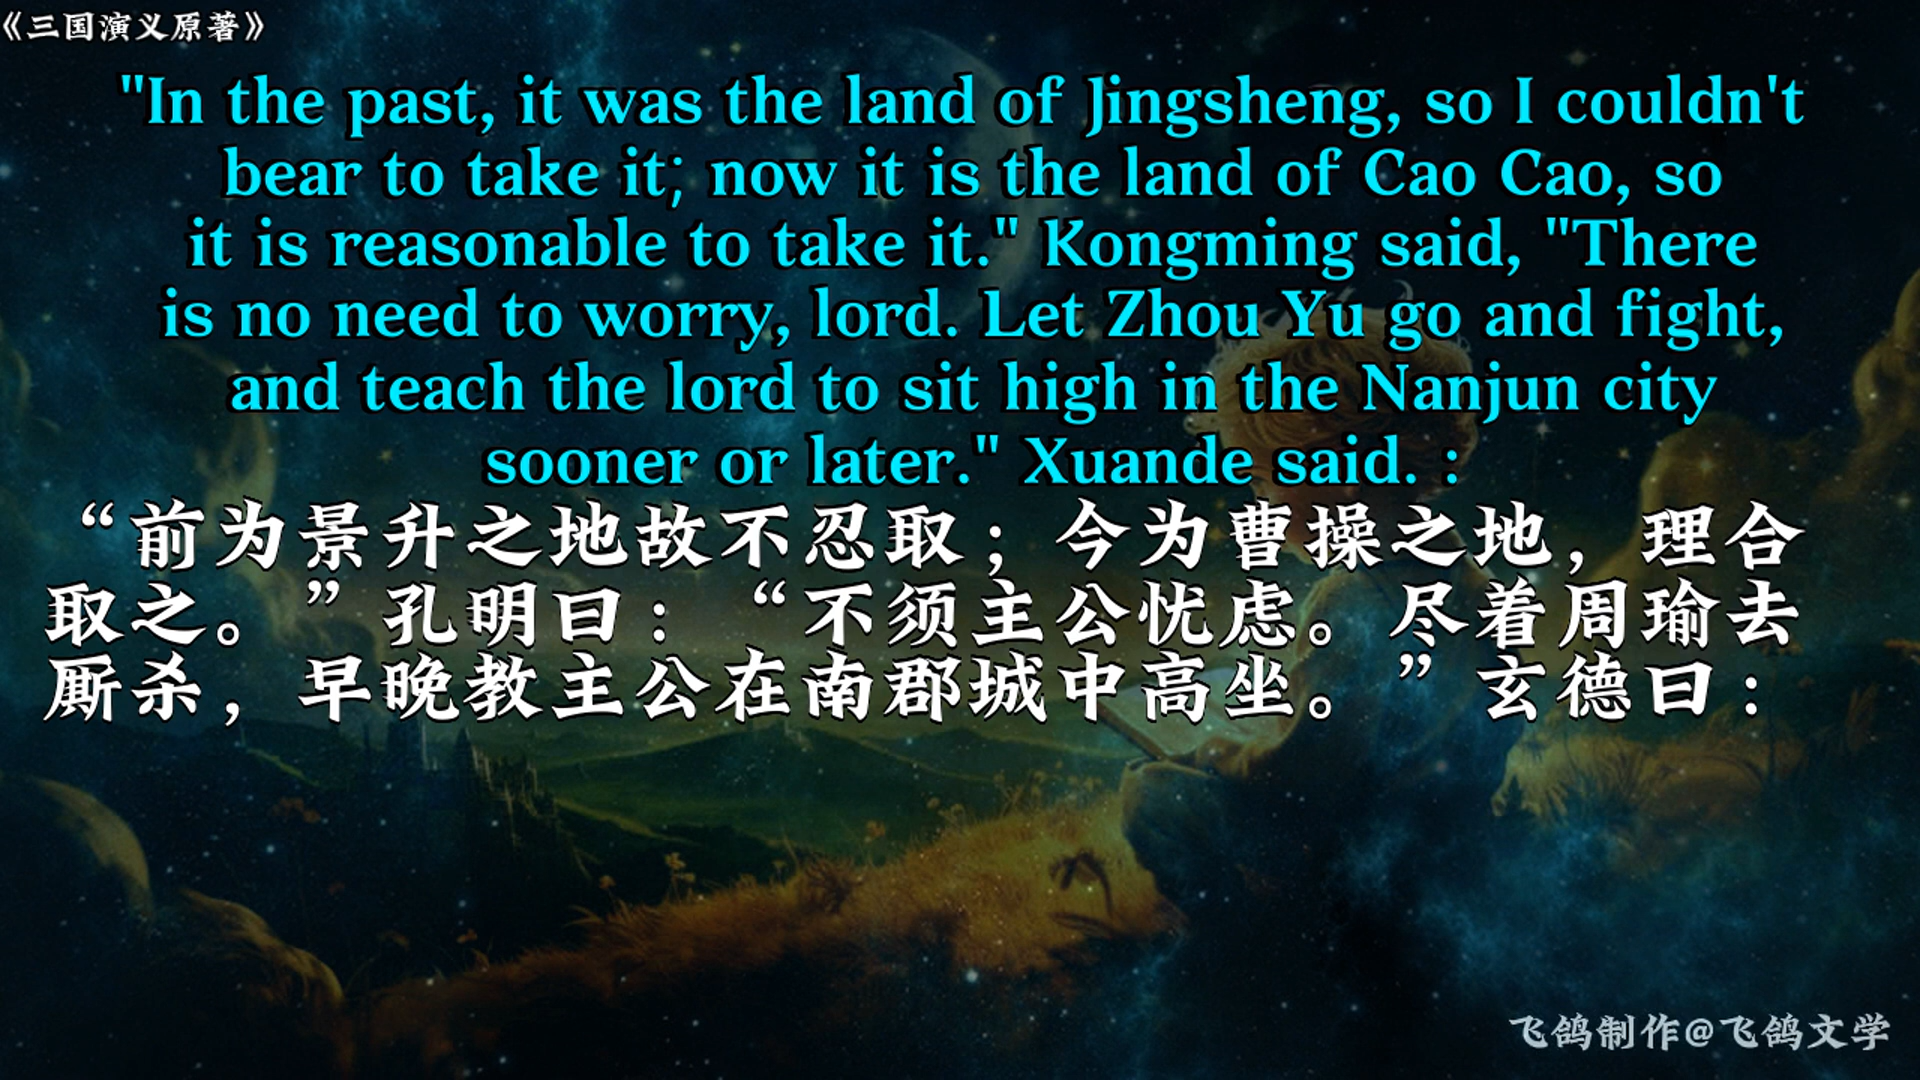 《三国演义原著》
"In the past, it was the land of Jingsheng, so I couldn't
bear to take it; now it is the land of Cao Cao, so
it is reasonable to take it." Kongming said, "There
is no need to worry, lord. Let Zhou Yu go and fight,
and teach the lord to sit high in the Nanjun city
sooner or later." Xuande said. :
“前为景升之地故不忍取；今为曹操之地，理合
取之。”孔明曰：“不须主公忧虑。尽着周瑜去
厮杀，早晚教主公在南郡城中高坐。”玄德曰：
飞鸽制作@飞鸽文学